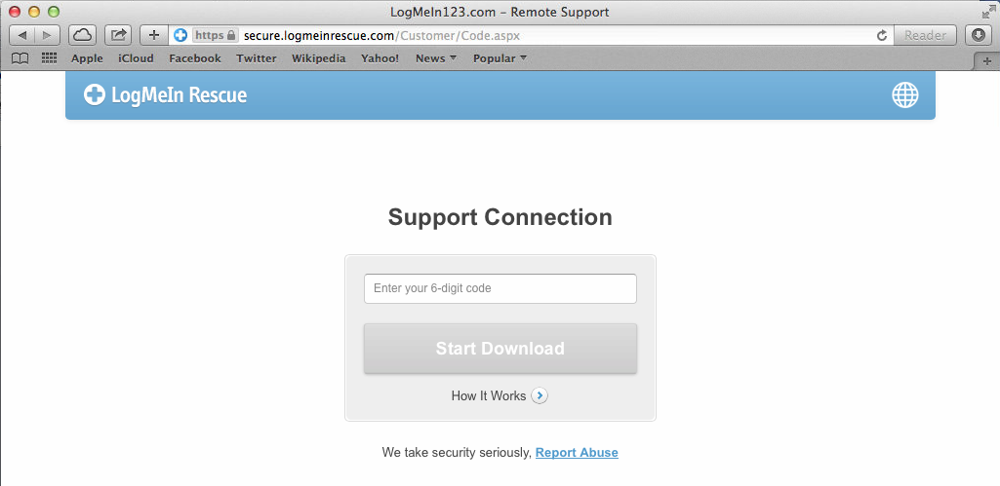 LogMeIn123.com – Remote Support
https secure.logmeinrescue.com/Customer/Code.aspx Reader
Apple iCloud Facebook Twitter Wikipedia Yahoo! News Popular
LogMeIn Rescue
Support Connection
Enter your 6-digit code
Start Download
How It Works
We take security seriously, Report Abuse